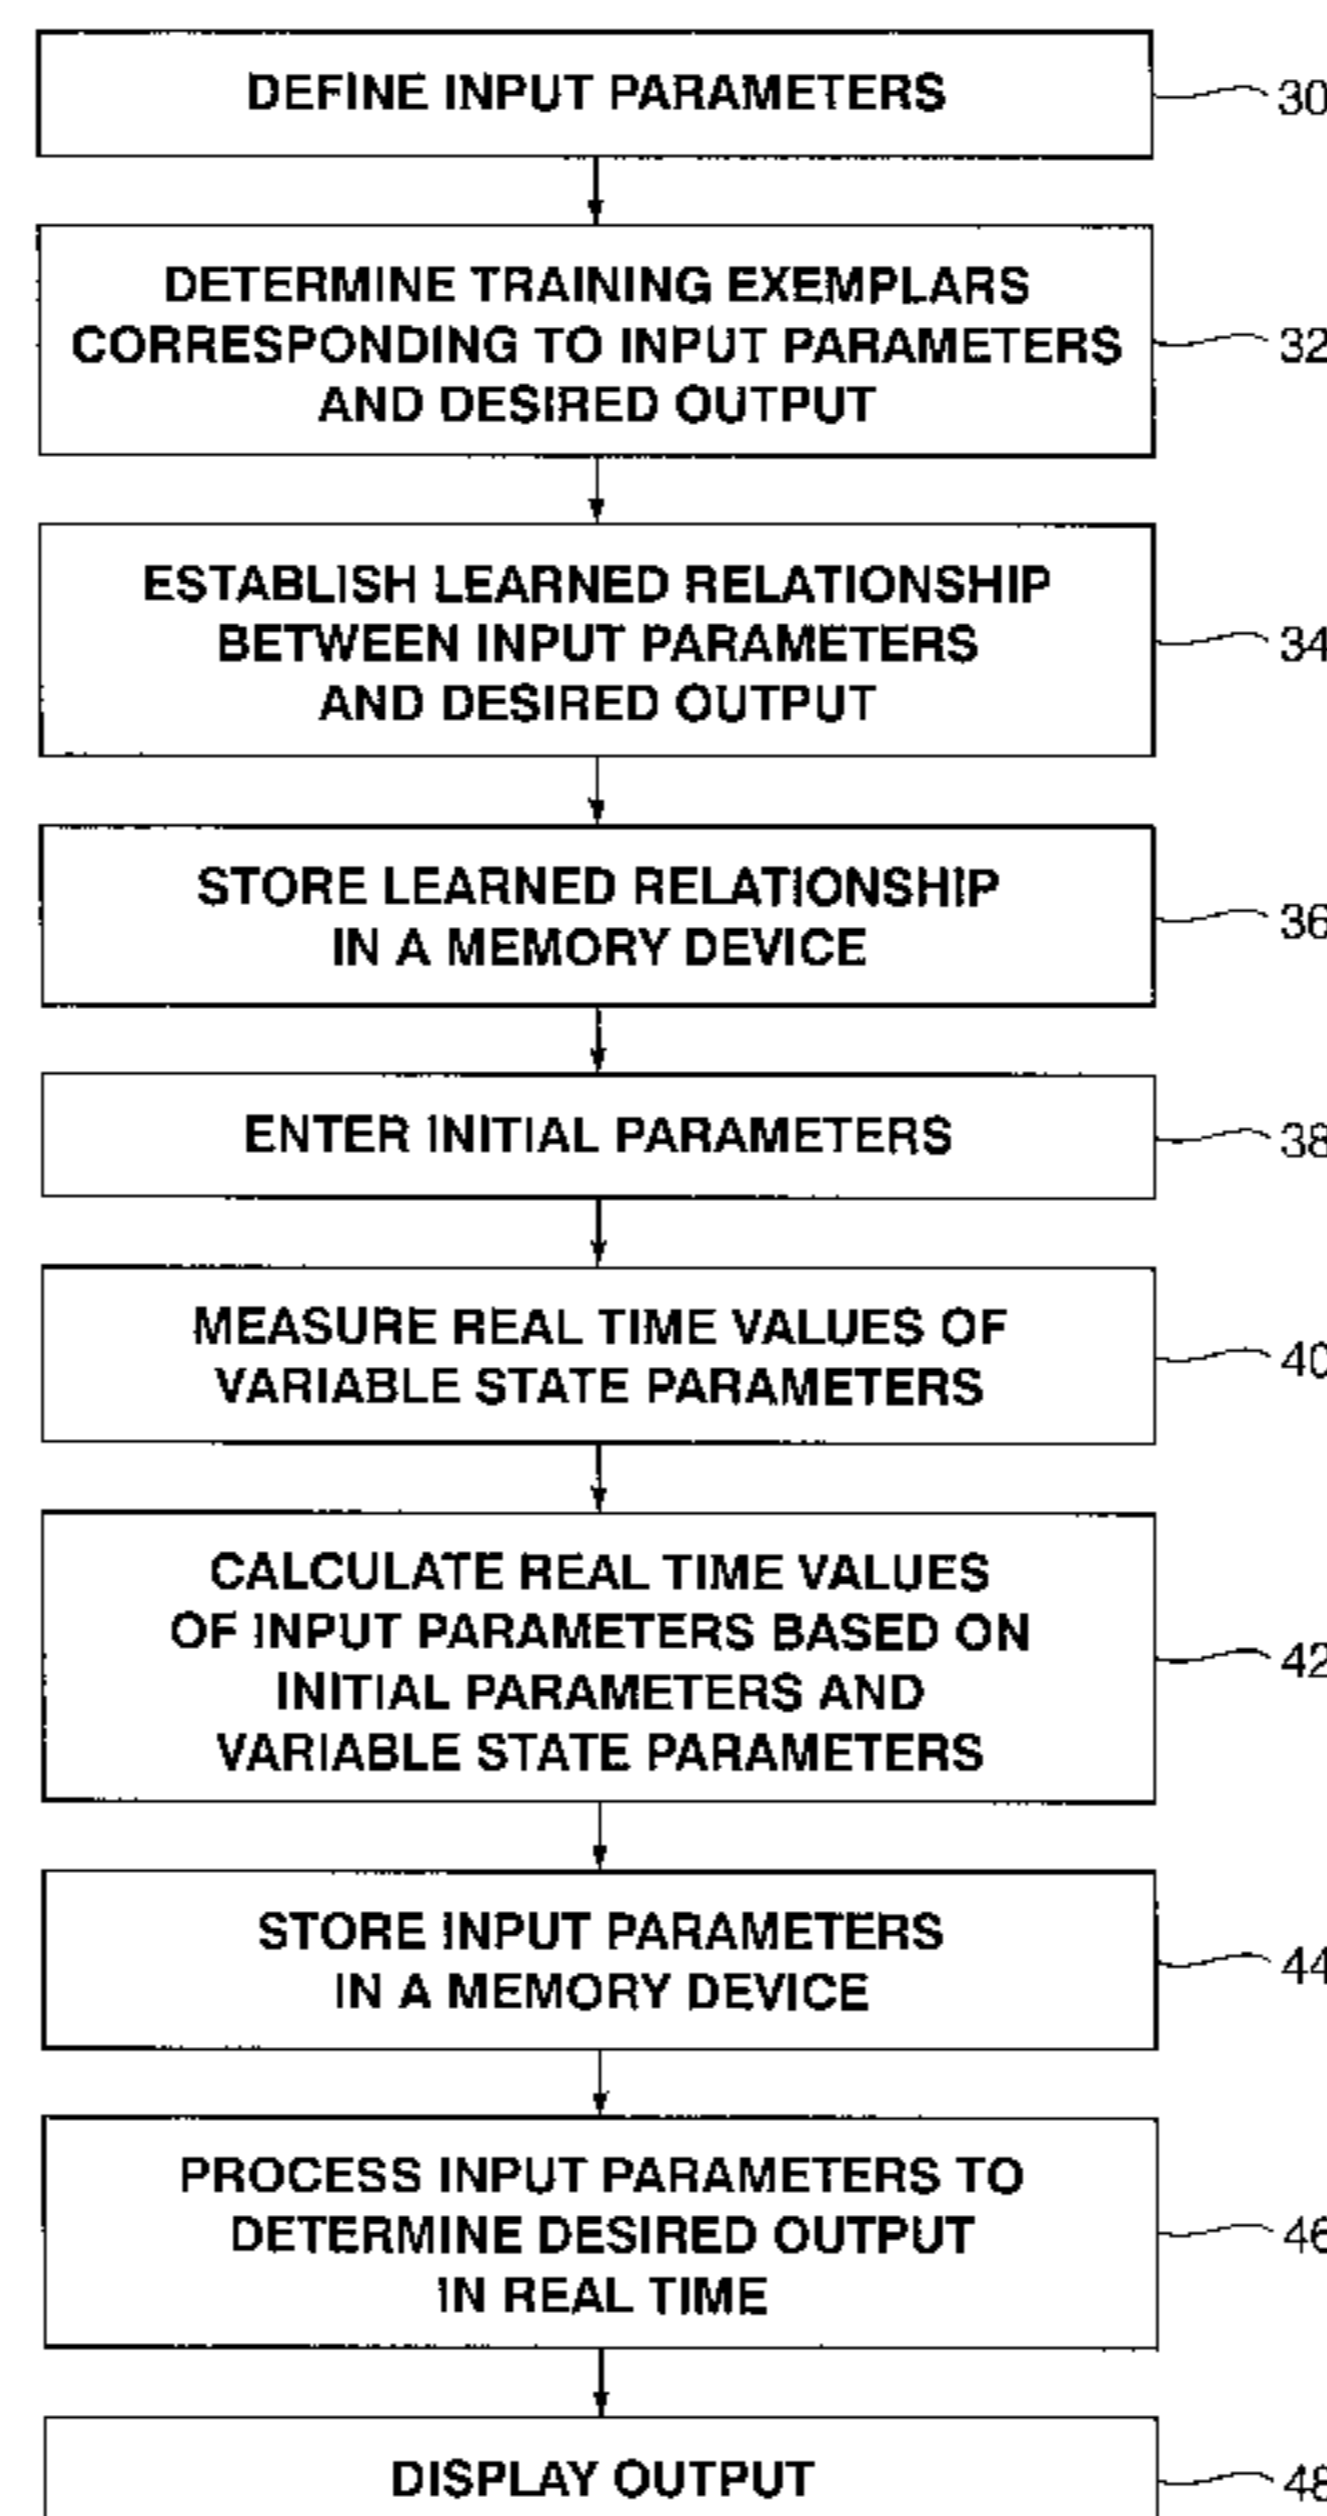 DEFINE INPUT PARAMETERS
30
DETERMINE TRAINING EXEMPLARS
CORRESPONDING TO INPUT PARAMETERS
AND DESIRED OUTPUT
32
ESTABLISH LEARNED RELATIONSHIP
BETWEEN INPUT PARAMETERS
AND DESIRED OUTPUT
34
STORE LEARNED RELATIONSHIP
IN A MEMORY DEVICE
36
ENTER INITIAL PARAMETERS
38
MEASURE REAL TIME VALUES OF
VARIABLE STATE PARAMETERS
40
CALCULATE REAL TIME VALUES
OF INPUT PARAMETERS BASED ON
INITIAL PARAMETERS AND
VARIABLE STATE PARAMETERS
42
STORE INPUT PARAMETERS
IN A MEMORY DEVICE
44
PROCESS INPUT PARAMETERS TO
DETERMINE DESIRED OUTPUT
IN REAL TIME
46
DISPLAY OUTPUT
48